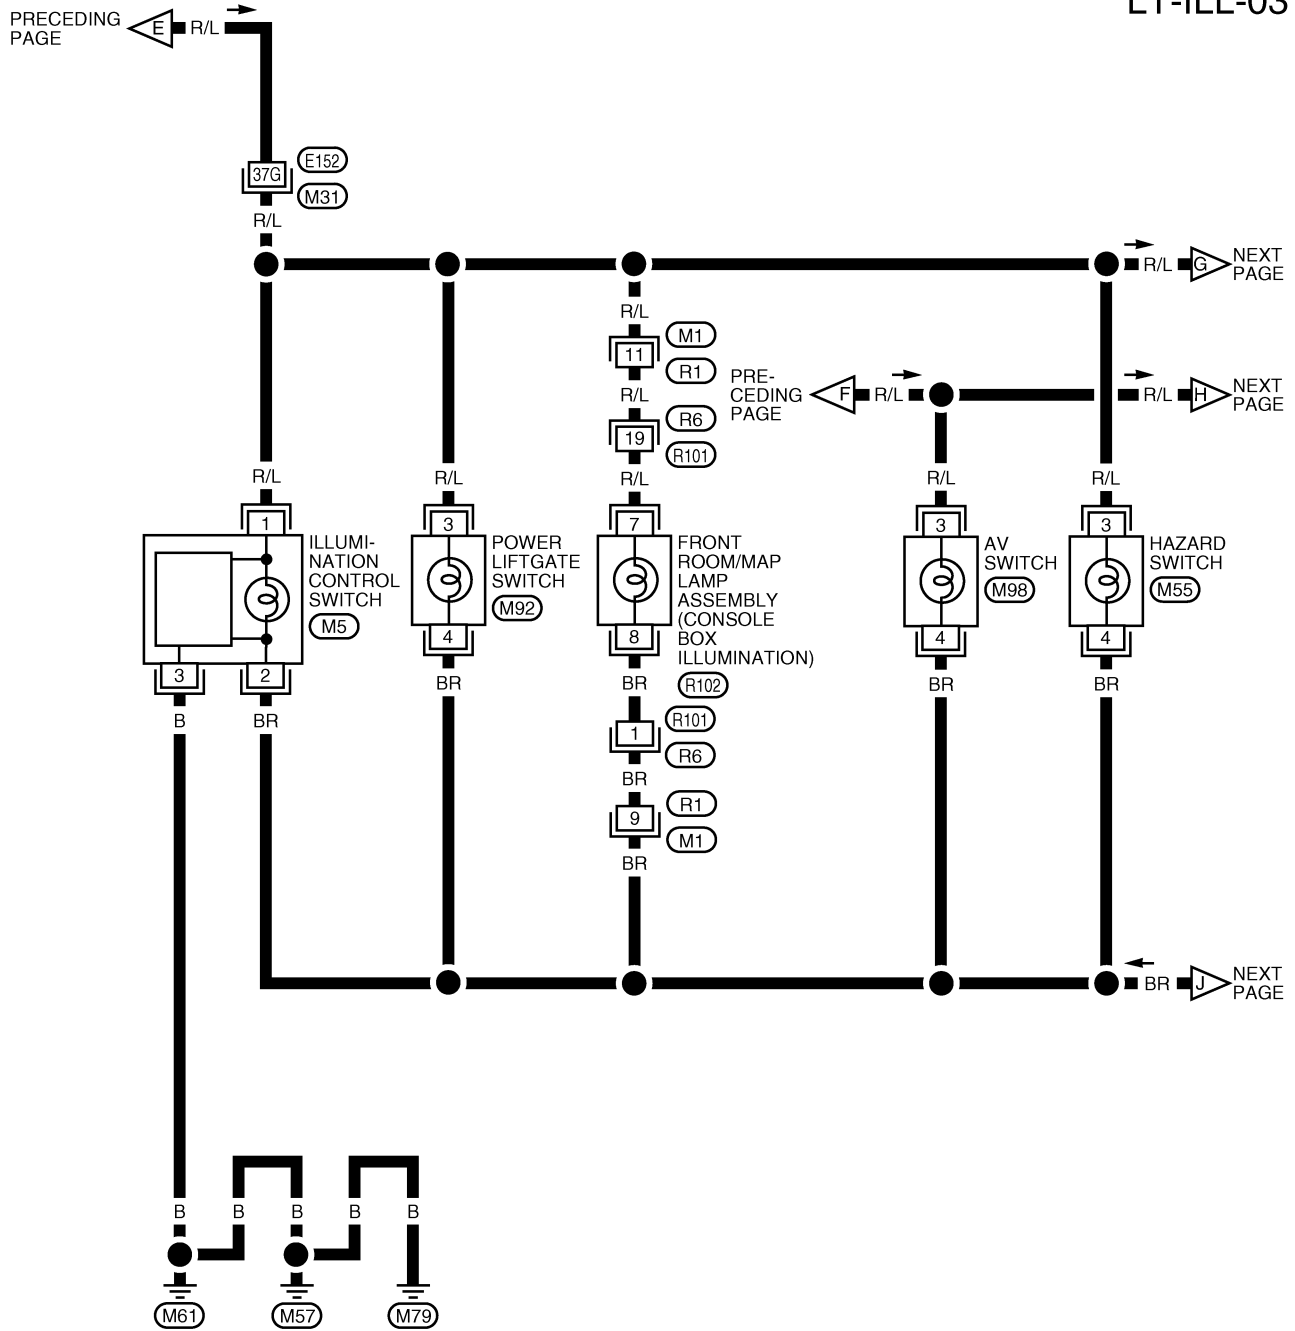 LT-ILL-03
PRECEDING
PAGE
E
R/L
37G
E152
M31
R/L
R/L
G
NEXT
PAGE
R/L
11
M1
R1
R/L
R6
19
R101
R/L
PRE-
CEDING
PAGE
F
R/L
R/L
H
NEXT
PAGE
R/L
1
ILLUMI-
NATION
CONTROL
SWITCH
M5
3
2
B
BR
R/L
3
POWER
LIFTGATE
SWITCH
M92
4
BR
7
FRONT
ROOM/MAP
LAMP
ASSEMBLY
(CONSOLE
BOX
ILLUMINATION)
R102
8
BR
R101
1
R6
BR
R1
9
M1
BR
R/L
3
AV
SWITCH
M98
4
BR
R/L
3
HAZARD
SWITCH
M55
4
BR
BR
J
NEXT
PAGE
B
B
B
B
B
M61
M57
M79